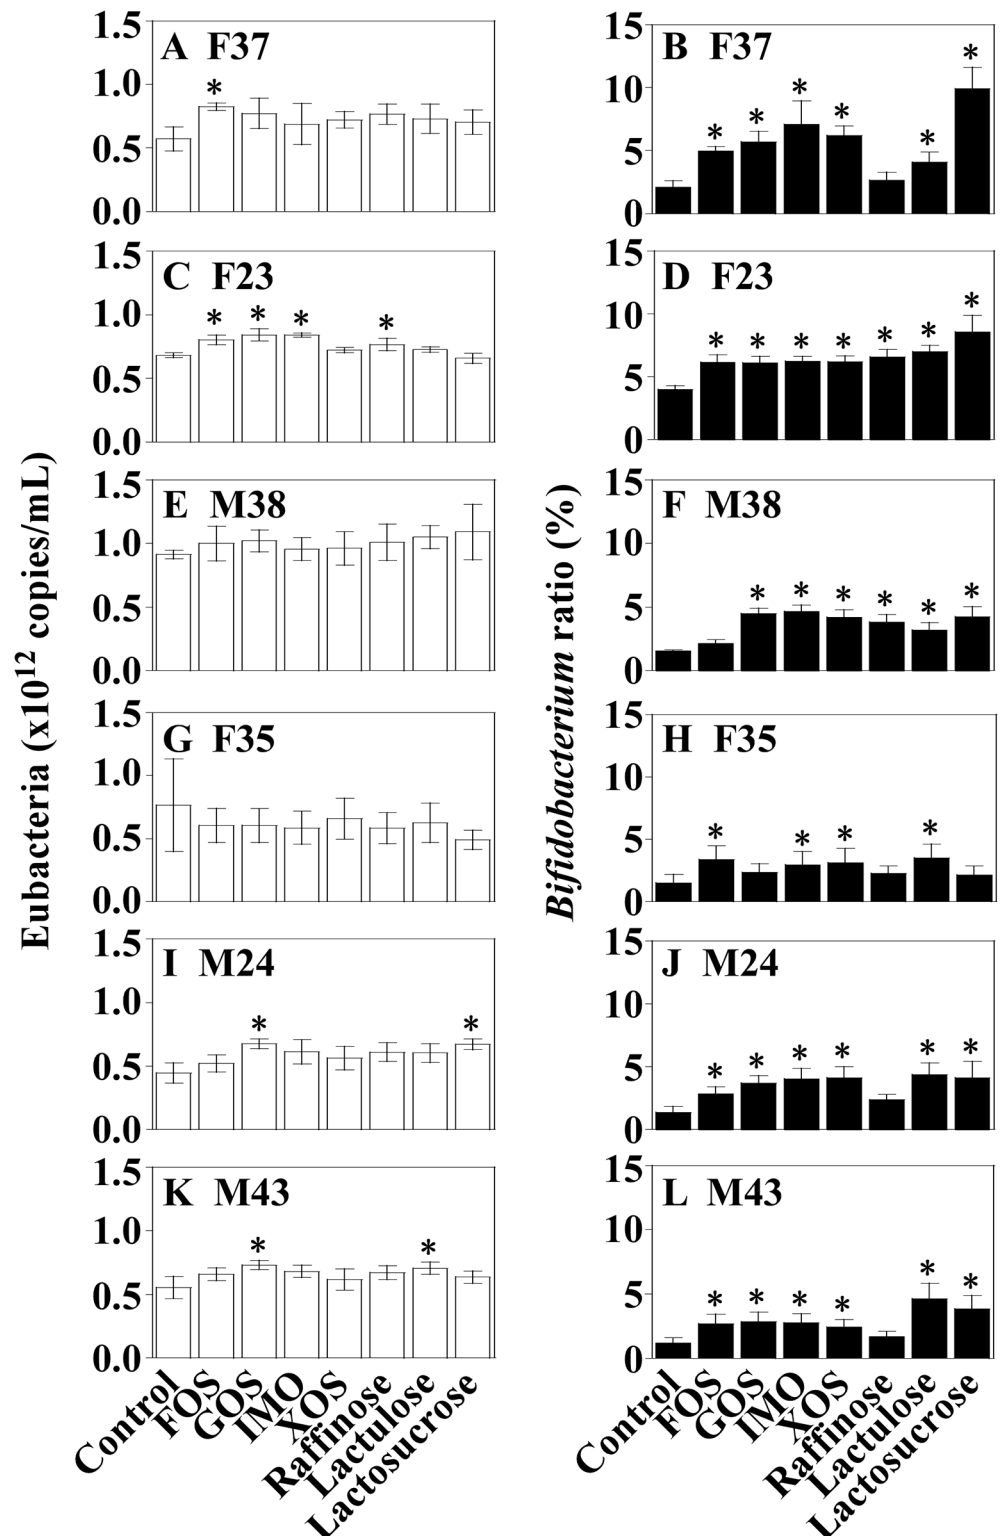 Eubacteria (x10¹² copies/mL)
Bifidobacterium ratio (%)
A F37
1.5
1.0
0.5
0.0
*
B F37
15
10
5
0
* * * * * *
C F23
1.5
1.0
0.5
0.0
* * * *
D F23
15
10
5
0
* * * * * * *
E M38
1.5
1.0
0.5
0.0
F M38
15
10
5
0
* * * * * *
G F35
1.5
1.0
0.5
0.0
H F35
15
10
5
0
* * * *
I M24
1.5
1.0
0.5
0.0
* *
J M24
15
10
5
0
* * * * * *
K M43
1.5
1.0
0.5
0.0
* *
L M43
15
10
5
0
* * * * * *
Control
FOS
GOS
IMO
XOS
Raffinose
Lactulose
Lactosucrose
Control
FOS
GOS
IMO
XOS
Raffinose
Lactulose
Lactosucrose